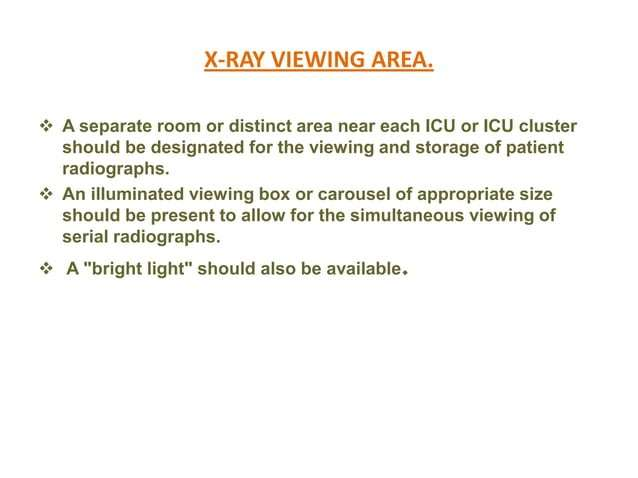 X-RAY VIEWING AREA.
❖ A separate room or distinct area near each ICU or ICU cluster
should be designated for the viewing and storage of patient
radiographs.
❖ An illuminated viewing box or carousel of appropriate size
should be present to allow for the simultaneous viewing of
serial radiographs.
❖ A "bright light" should also be available.